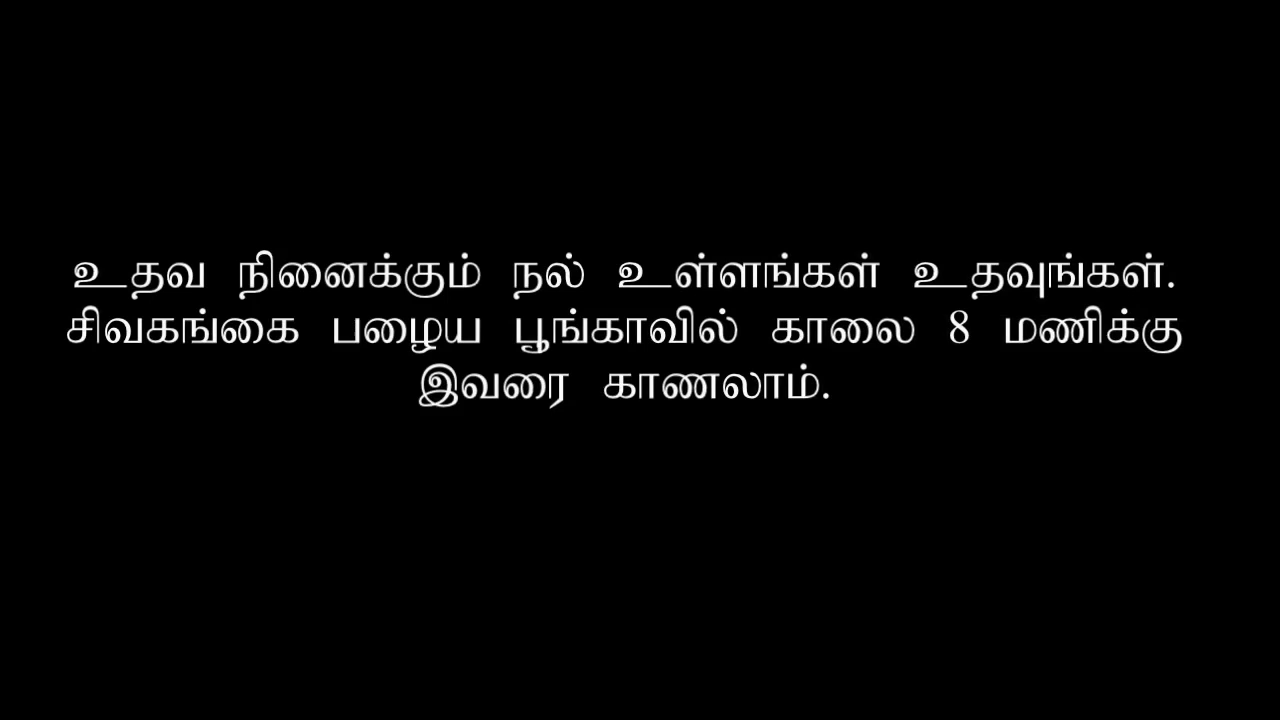 உதவ நினைக்கும் நல் உள்ளங்கள் உதவுங்கள்.
சிவகங்கை பழைய பூங்காவில் காலை 8 மணிக்கு
இவரை காணலாம்.